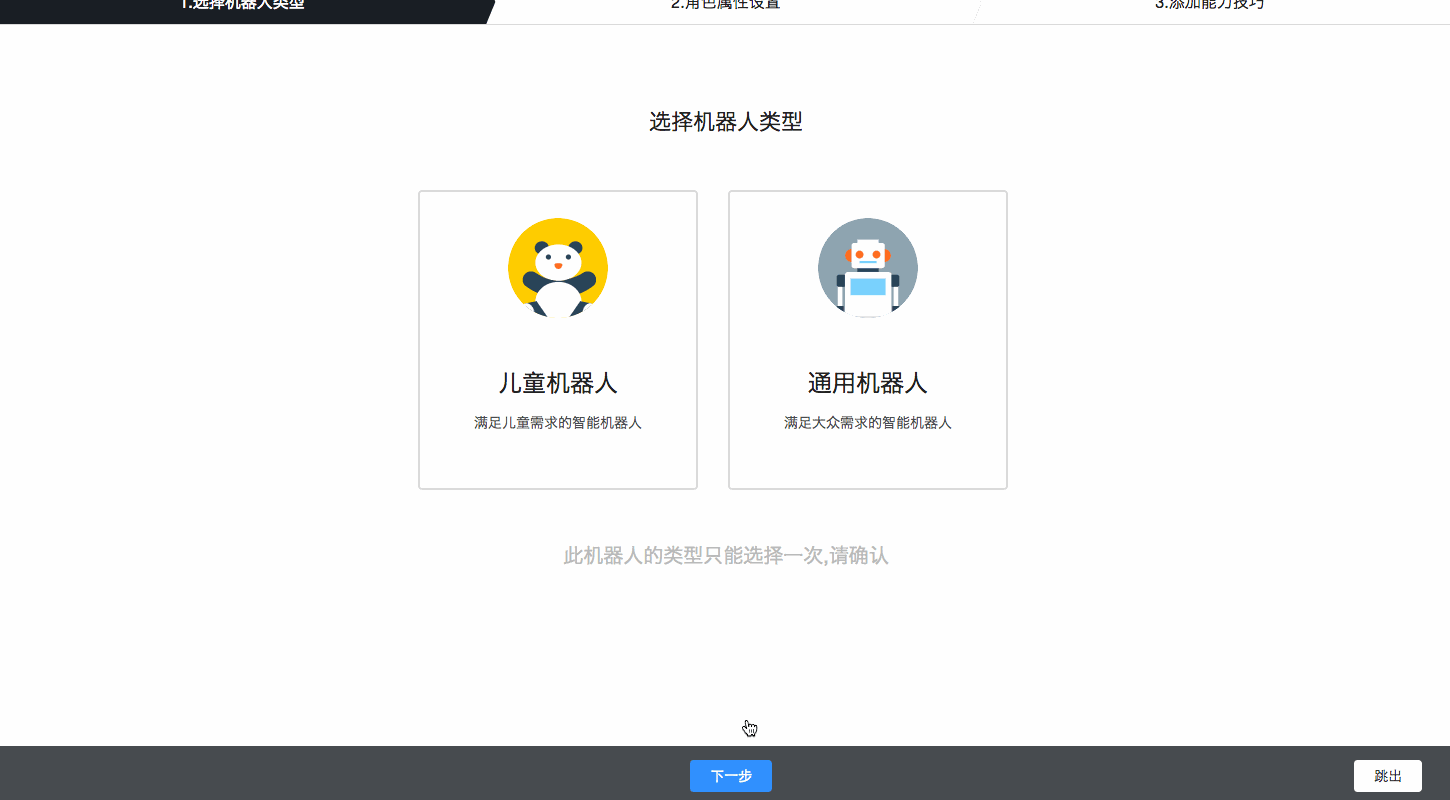 1.选择机器人类型
2.角色属性设置
3.添加能力技巧
选择机器人类型
儿童机器人
满足儿童需求的智能机器人
通用机器人
满足大众需求的智能机器人
此机器人的类型只能选择一次,请确认
下一步
跳出